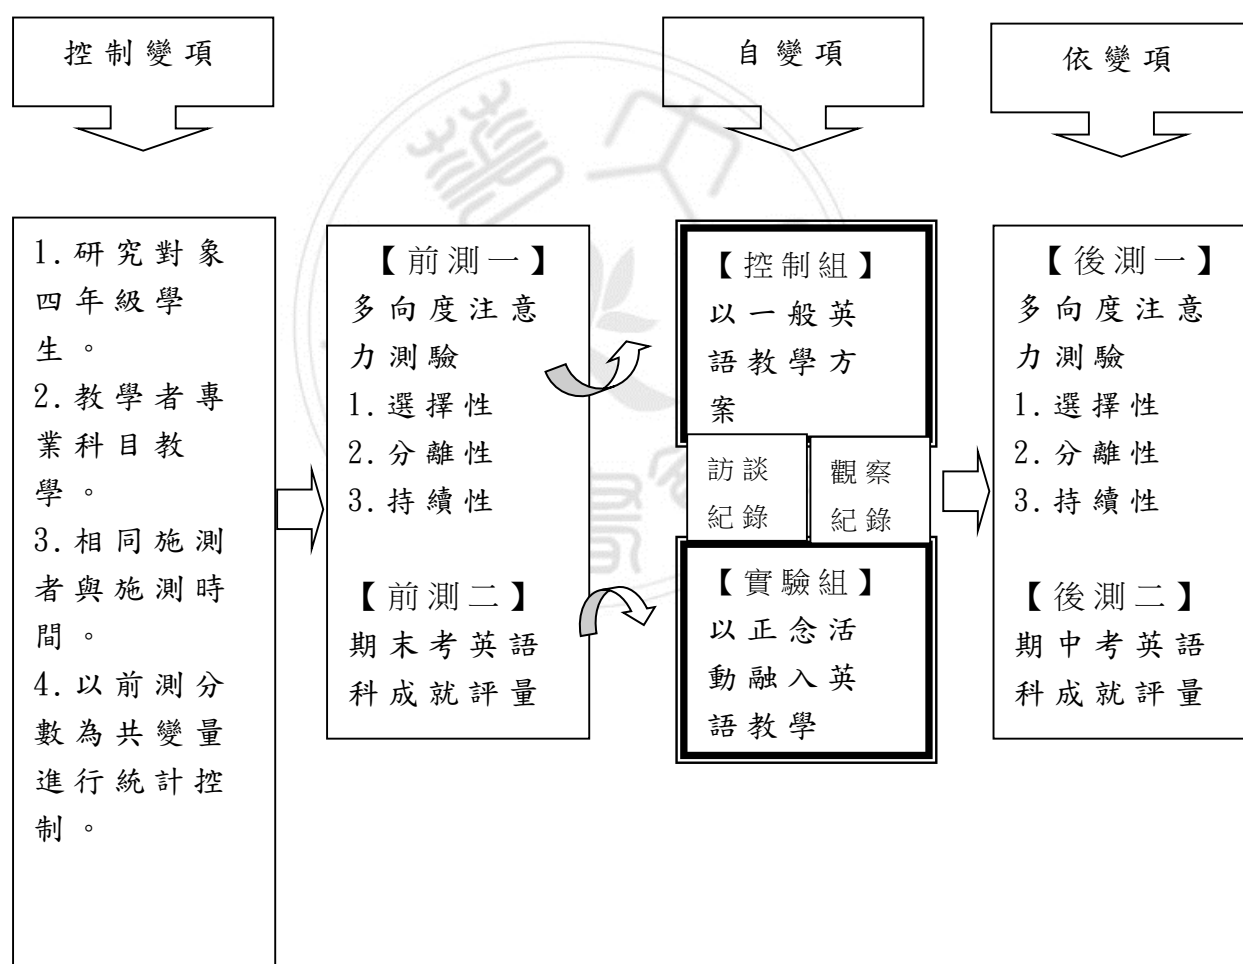 控制變項
自變項
依變項
1.研究對象
四年級學
生。
2.教學者專
業科目教
學。
3.相同施測
者與施測時
間。
4.以前測分
數為共變量
進行統計控
制。
【前測一】
多向度注意
力測驗
1.選擇性
2.分離性
3.持續性
【前測二】
期末考英語
科成就評量
【控制組】
以一般英
語教學方
案
訪談
紀錄
觀察
紀錄
【實驗組】
以正念活
動融入英
語教學
【後測一】
多向度注意
力測驗
1.選擇性
2.分離性
3.持續性
【後測二】
期中考英語
科成就評量